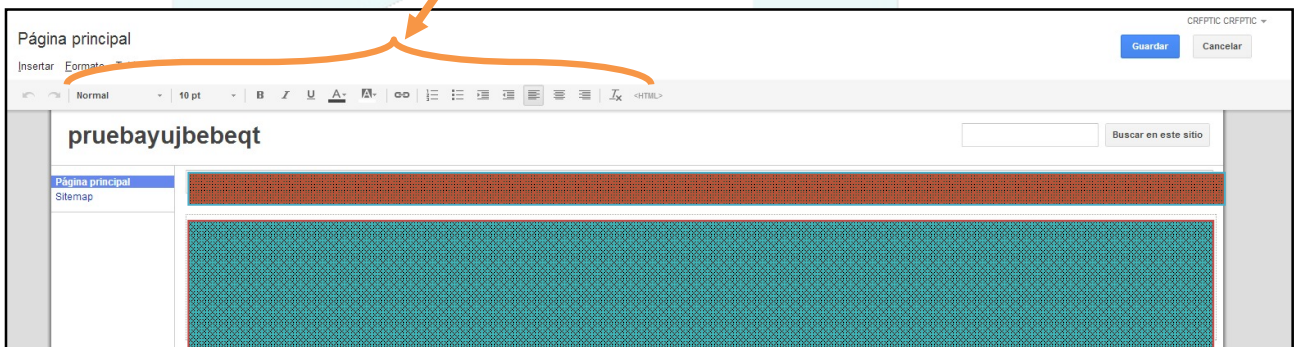 CRFPTIC CRFPTIC
Página principal
Guardar Cancelar
Insertar Formato
Normal 10 pt B I U A A <HTML>
pruebayujbebeqt
Buscar en este sitio
Página principal
Sitemap